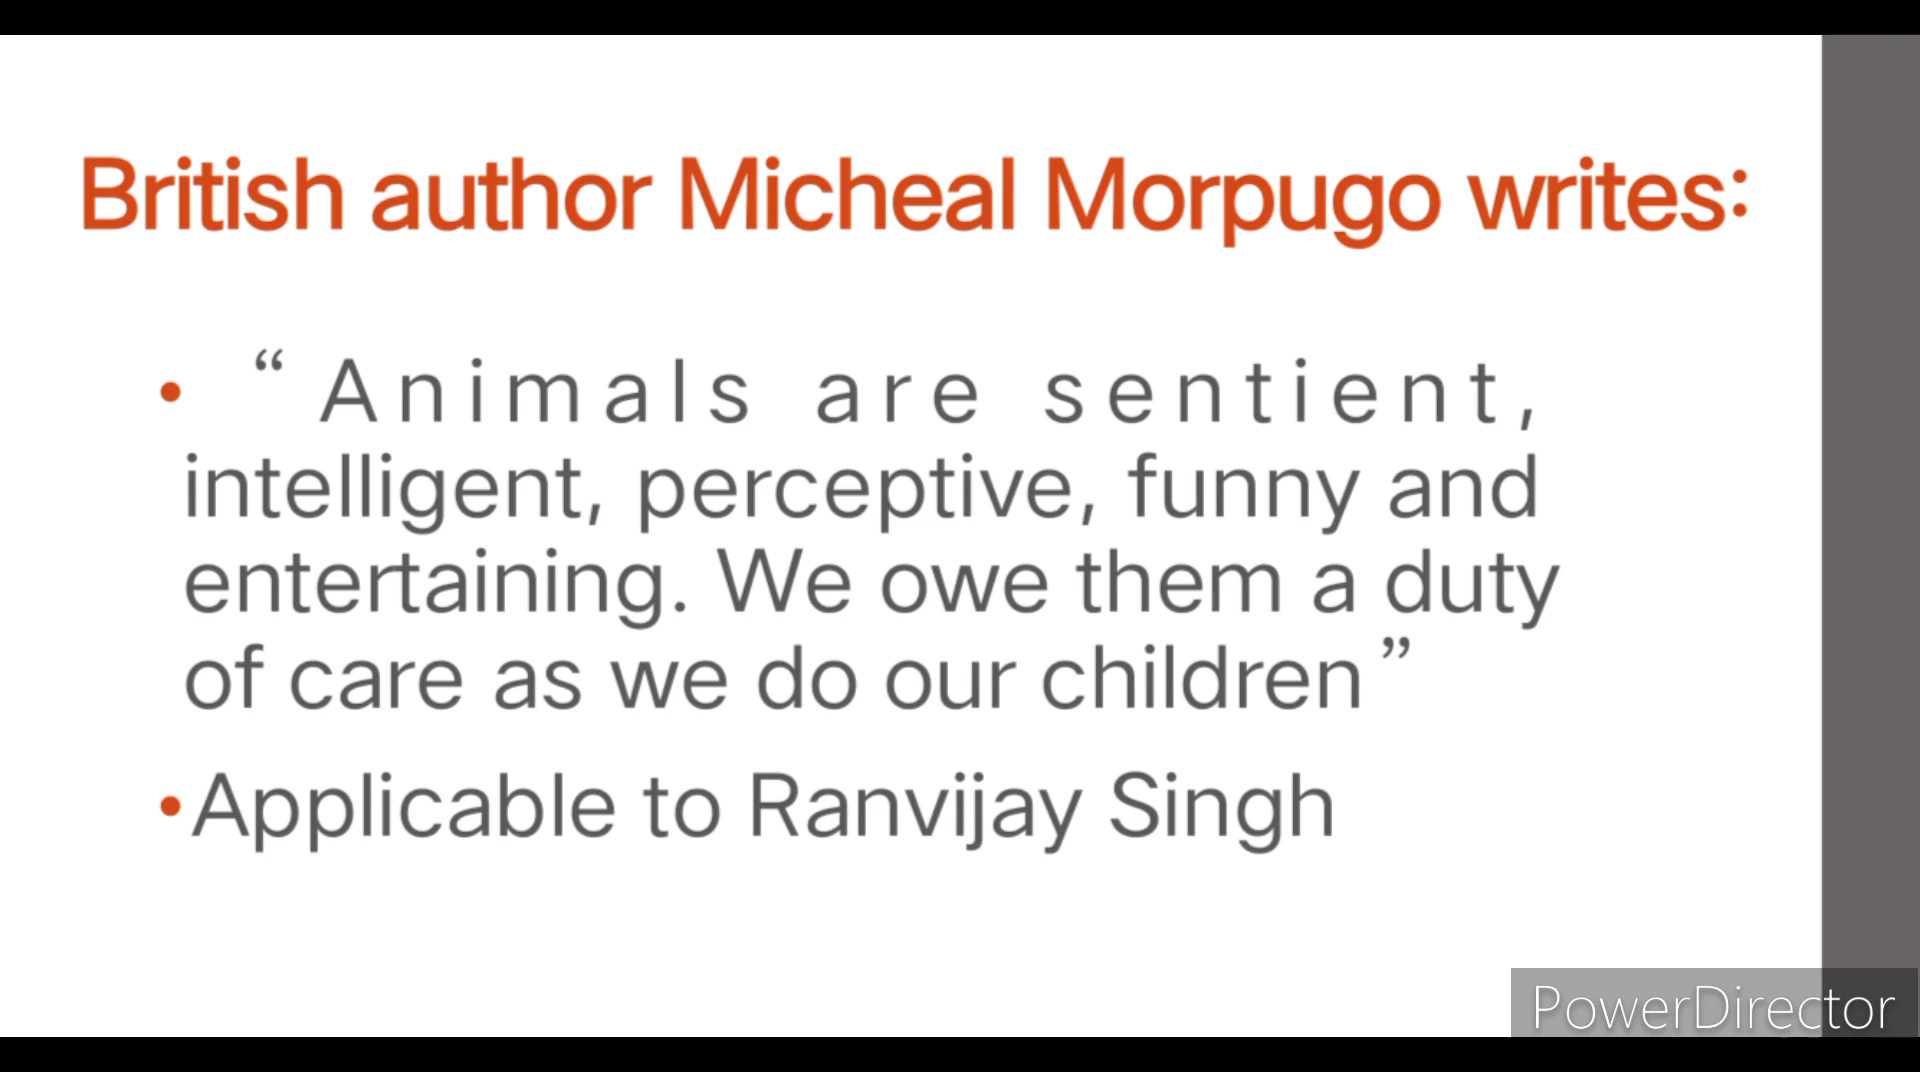 British author Micheal Morpugo writes:
• “ Animals are sentient,
intelligent, perceptive, funny and
entertaining. We owe them a duty
of care as we do our children”
•Applicable to Ranvijay Singh
PowerDirector